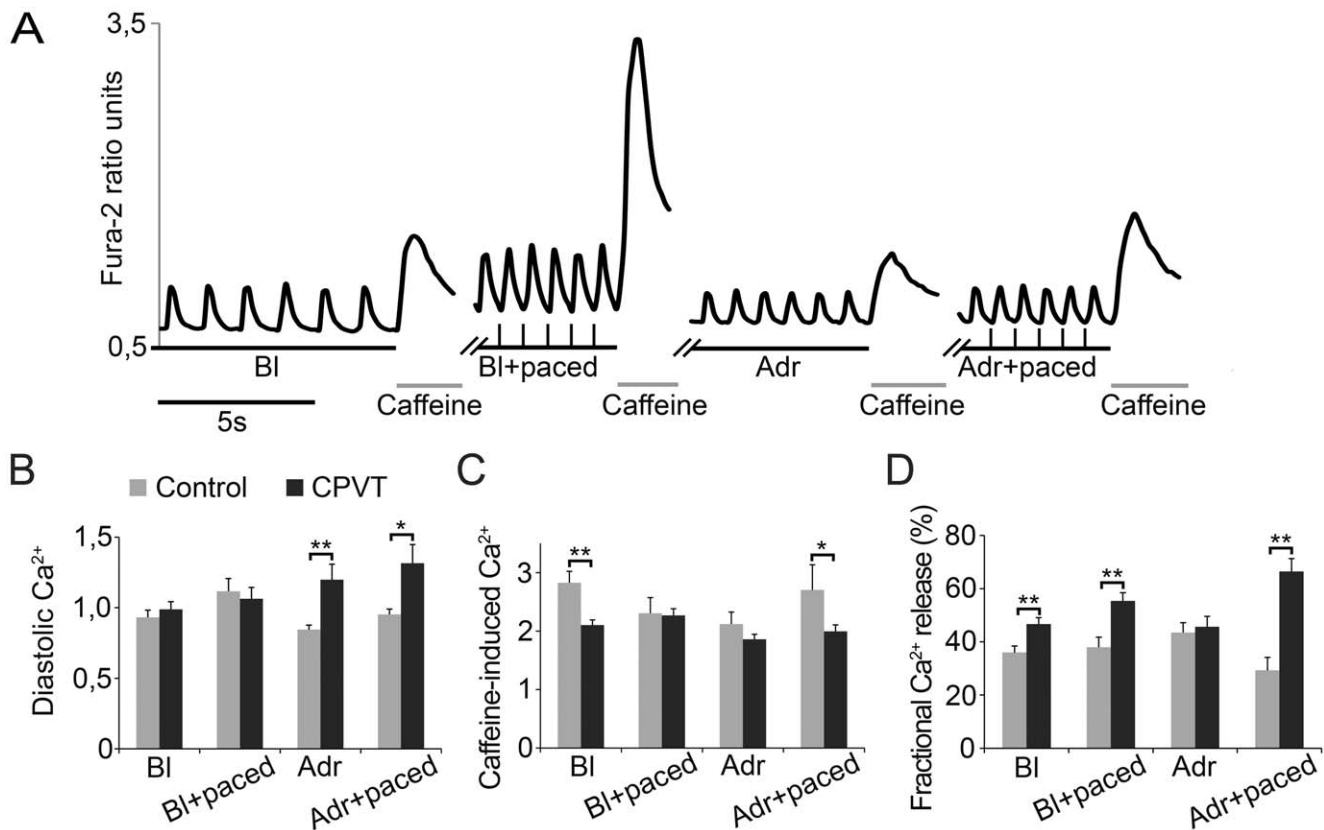 A
3,5
Fura-2 ratio units
0,5
Bl
Bl+paced
Adr
Adr+paced
Caffeine
Caffeine
Caffeine
Caffeine
5s
B
Control
CPVT
Diastolic Ca²⁺
1,5
1,0
0,5
0
**
*
Bl
Bl+paced
Adr
Adr+paced
C
Caffeine-induced Ca²⁺
3
2
1
0
**
*
Bl
Bl+paced
Adr
Adr+paced
D
Fractional Ca²⁺ release (%)
80
60
40
20
0
**
**
**
Bl
Bl+paced
Adr
Adr+paced